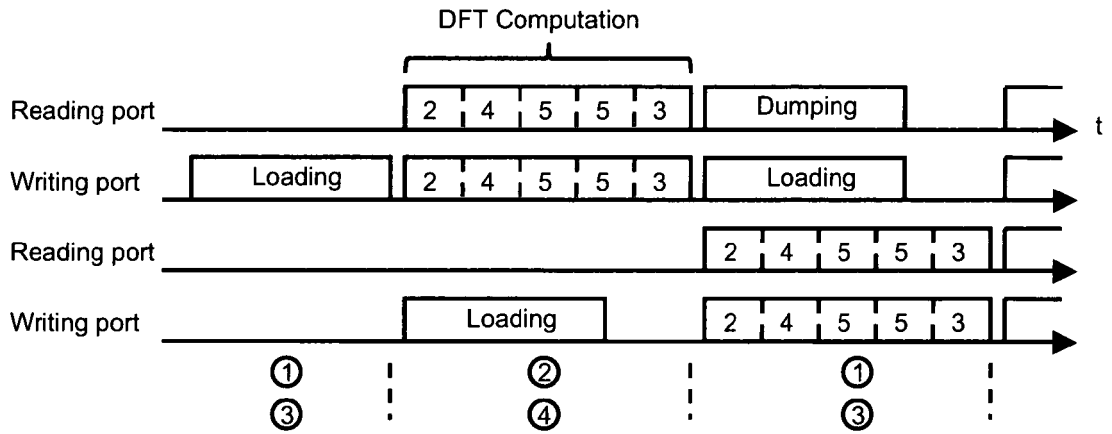 DFT Computation
Reading port 2 4 5 5 3 Dumping
t
Writing port Loading 2 4 5 5 3 Loading
Reading port 2 4 5 5 3
Writing port Loading 2 4 5 5 3
① ② ①
③ ④ ③